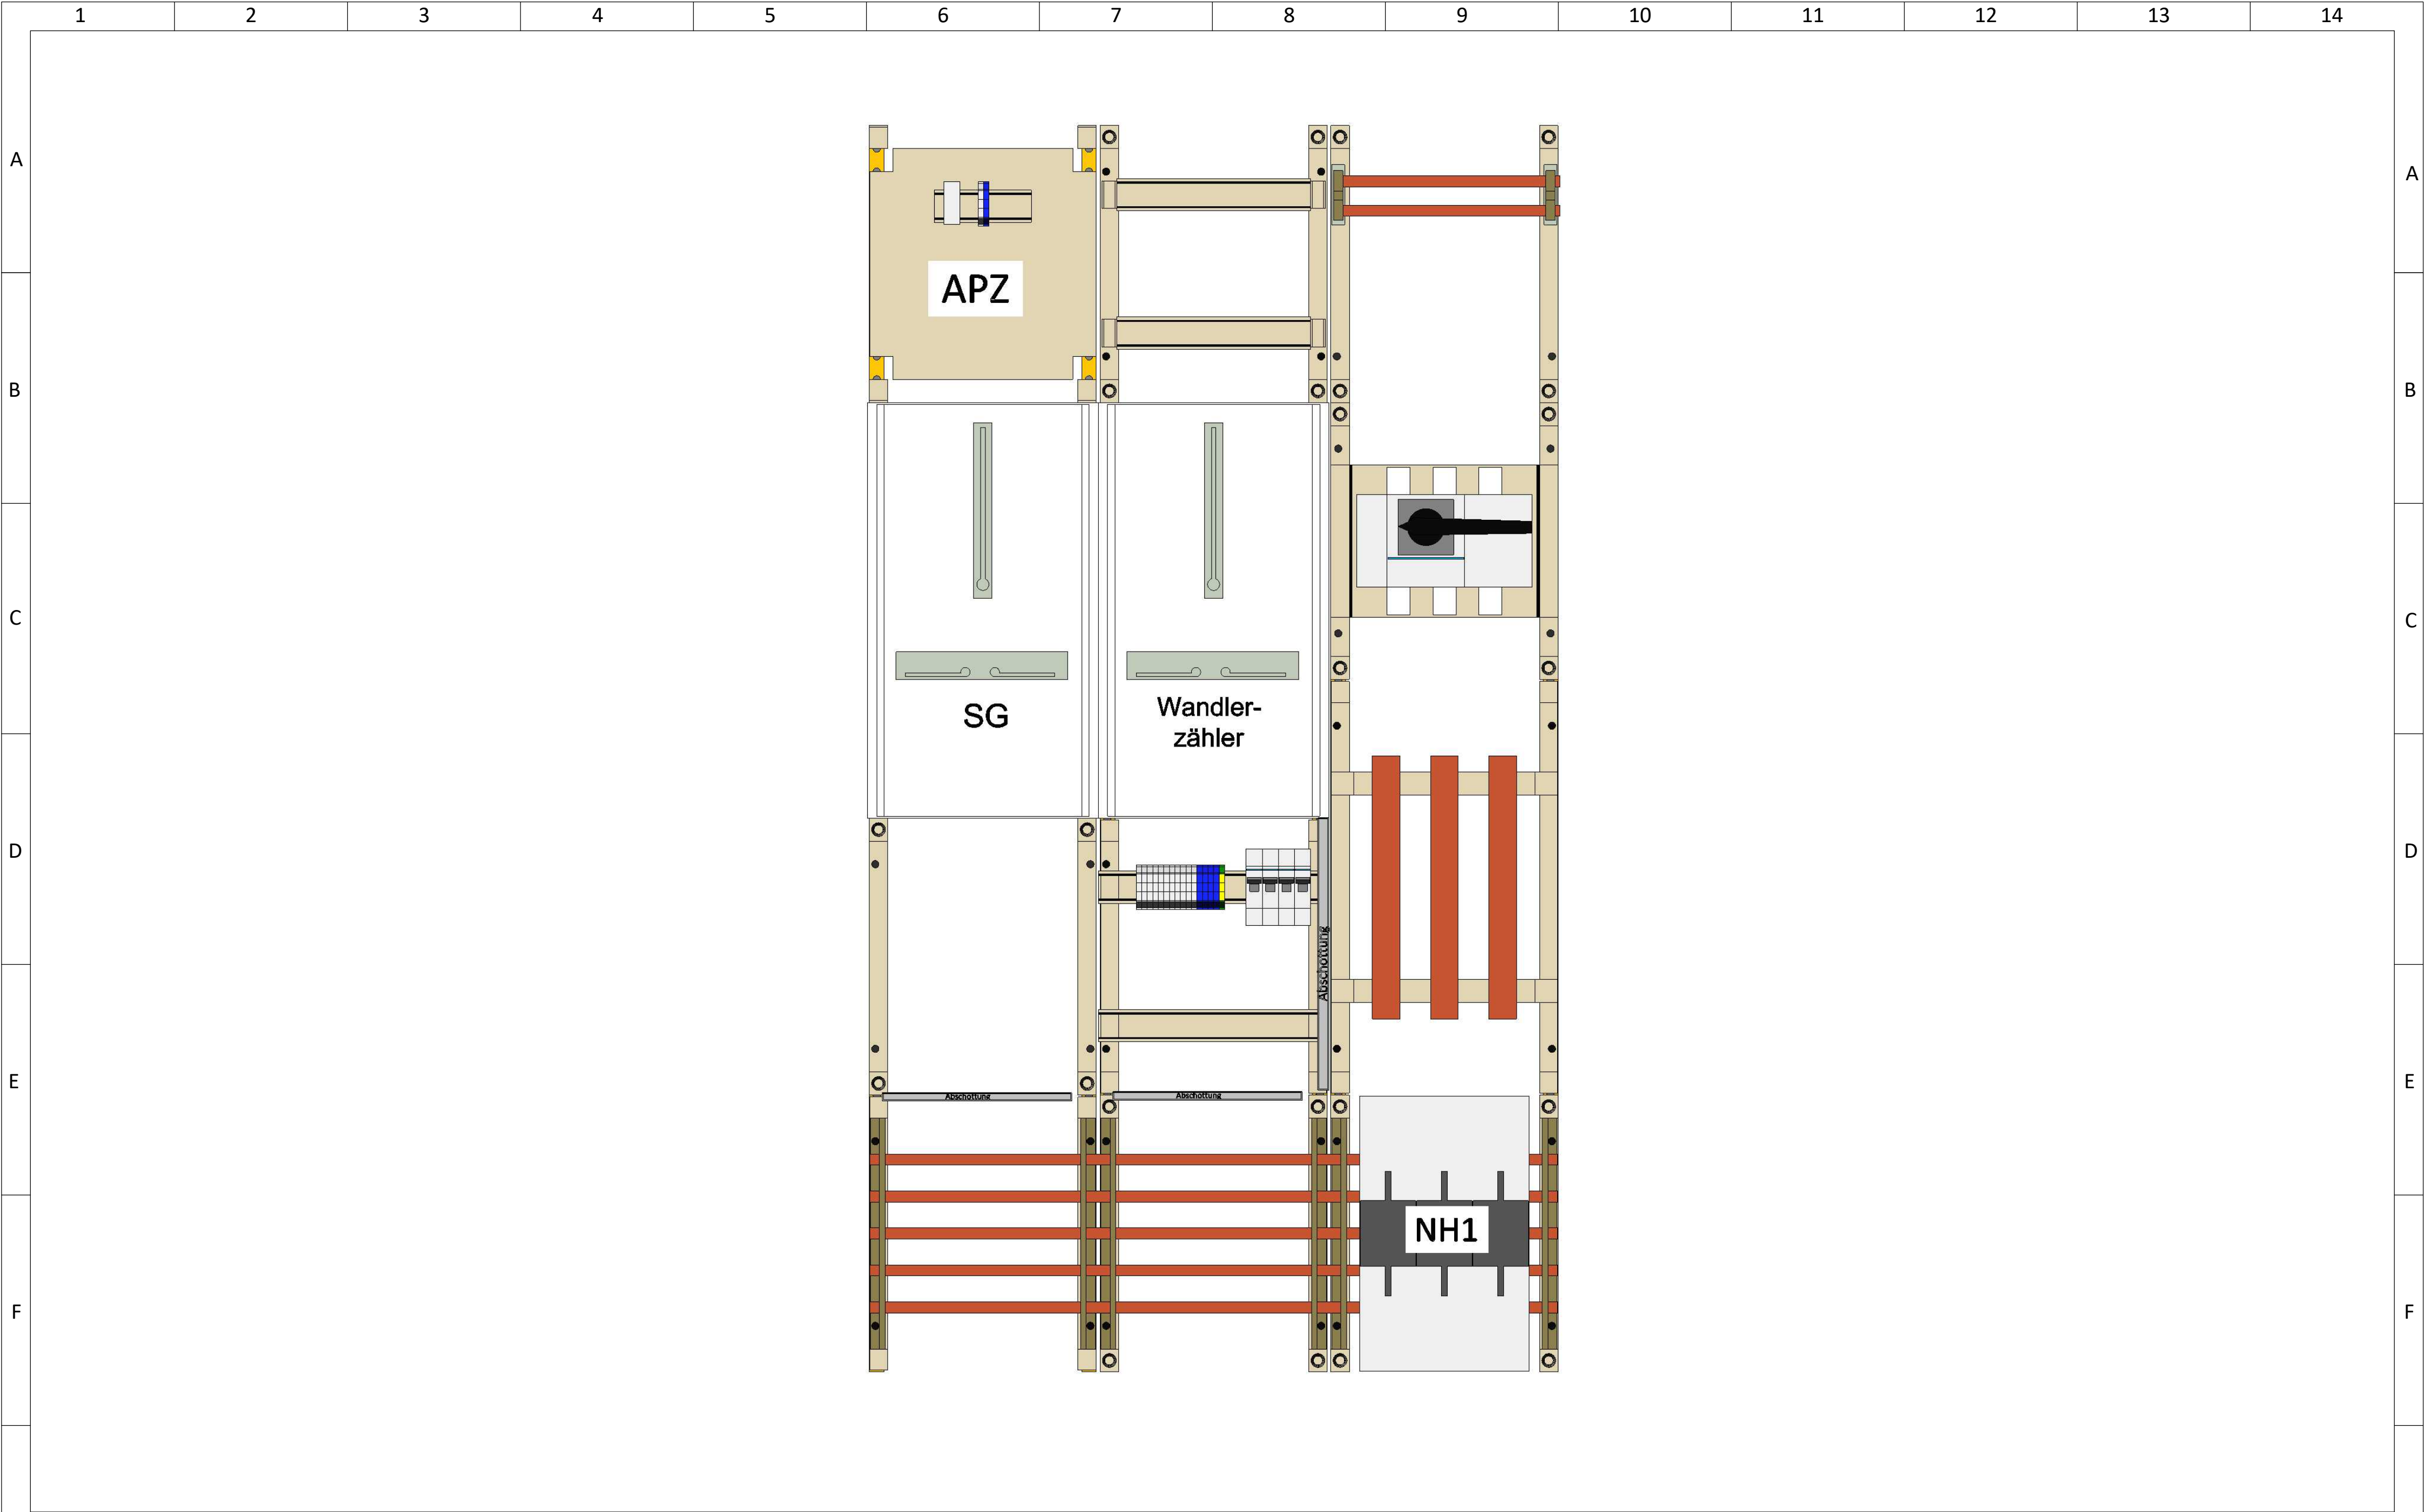 1 2 3 4 5 6 7 8 9 10 11 12 13 14
A A
APZ
B B
C C
SG
Wandler-
zähler
D D
Abschottung
E E
Abschottung Abschottung
NH1
F F